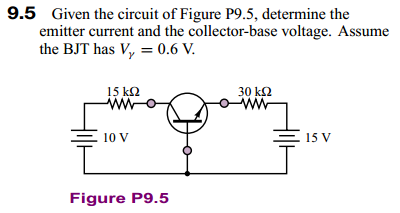 9.5 Given the circuit of Figure P9.5, determine the
emitter current and the collector-base voltage. Assume
the BJT has Vγ = 0.6 V.
15 kΩ
30 kΩ
10 V
15 V
Figure P9.5